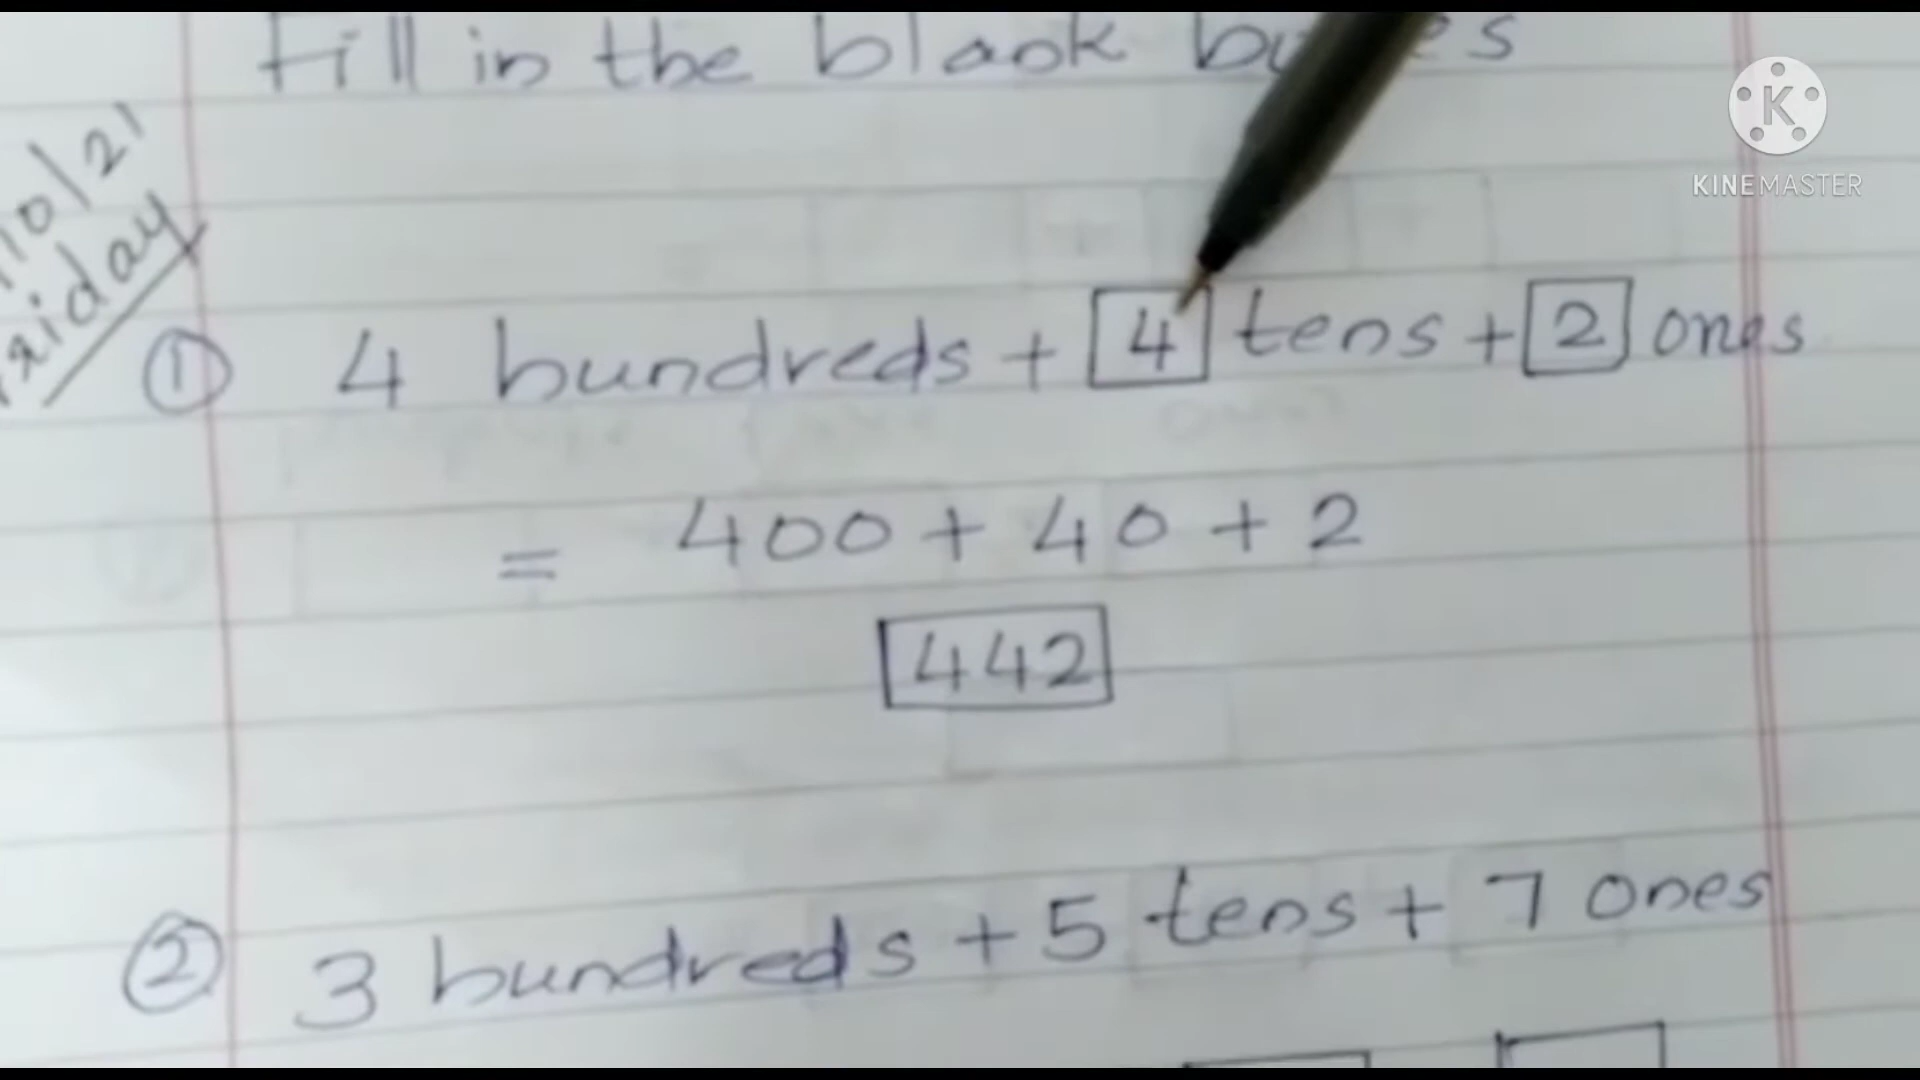 Fill in the blank
10/21
① 4 hundreds + 4 tens + 2 ones
= 400 + 40 + 2
442
② 3 hundreds + 5 tens + 7 ones
KINEMASTER